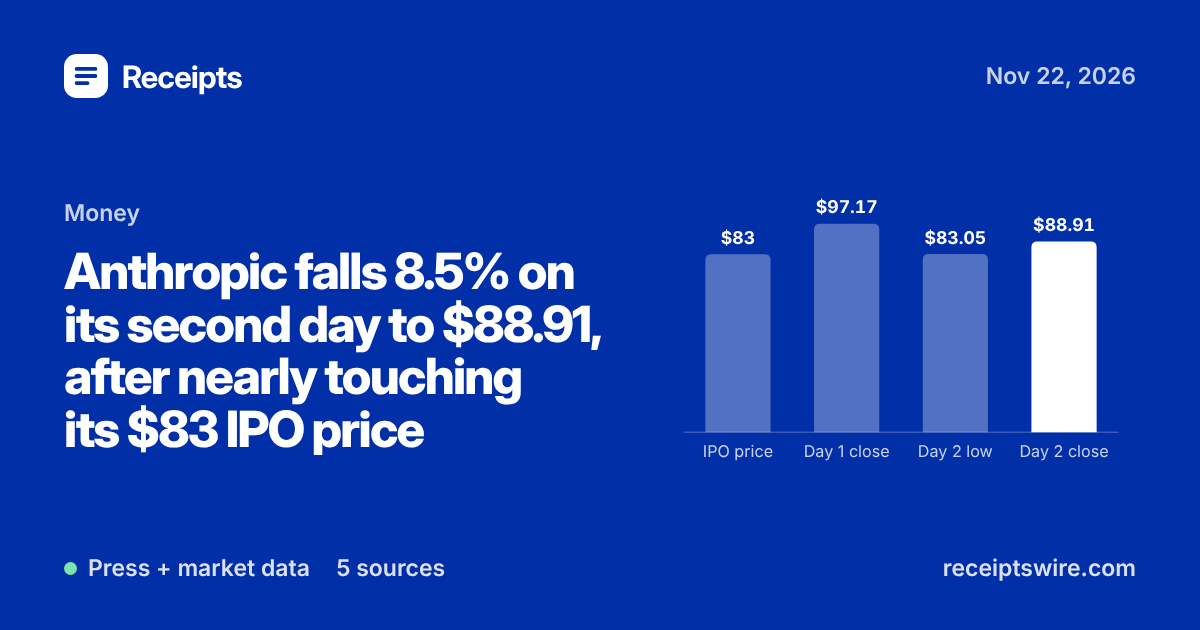 Receipts
Nov 22, 2026
Money
Anthropic falls 8.5% on
its second day to $88.91,
after nearly touching
its $83 IPO price
$83
$97.17
$83.05
$88.91
IPO price
Day 1 close
Day 2 low
Day 2 close
Press + market data
5 sources
receiptswire.com